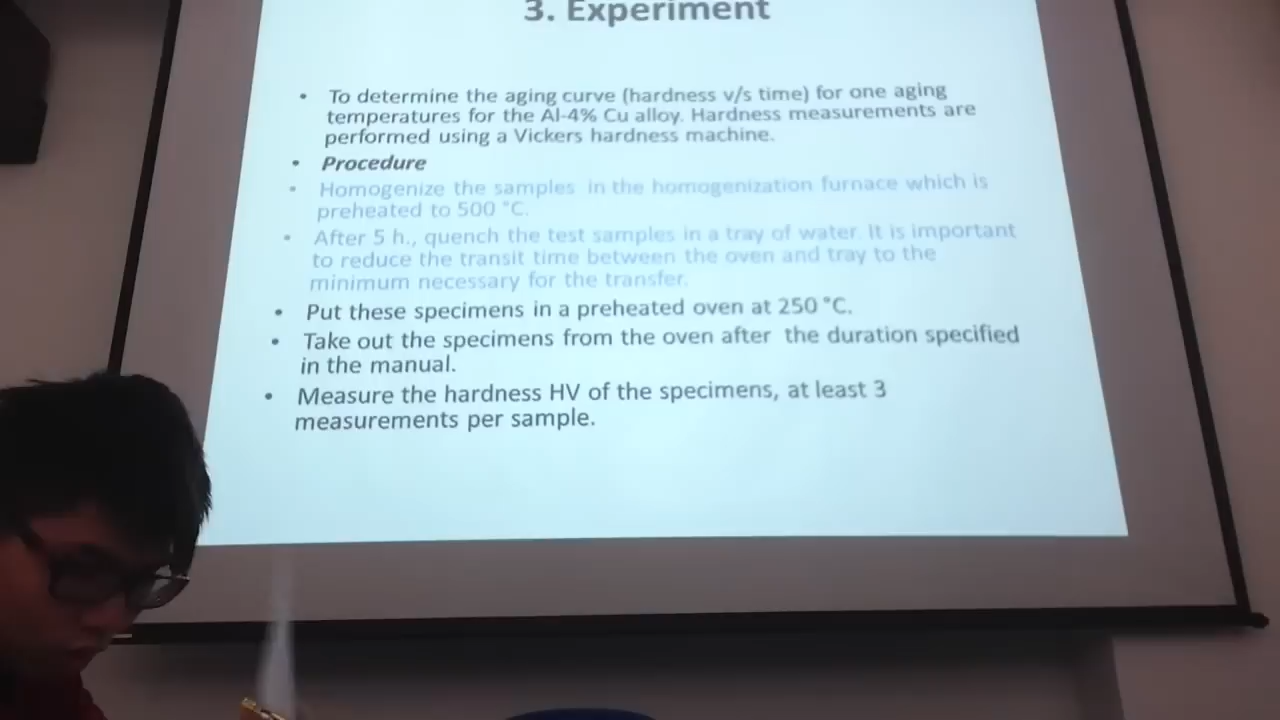 3. Experiment
• To determine the aging curve (hardness v/s time) for one aging
temperatures for the Al-4% Cu alloy. Hardness measurements are
performed using a Vickers hardness machine.
• Procedure
• Homogenize the samples in the homogenization furnace which is
preheated to 500 °C.
• After 5 h., quench the test samples in a tray of water. It is important
to reduce the transit time between the oven and tray to the
minimum necessary for the transfer.
• Put these specimens in a preheated oven at 250 °C.
• Take out the specimens from the oven after the duration specified
in the manual.
• Measure the hardness HV of the specimens, at least 3
measurements per sample.